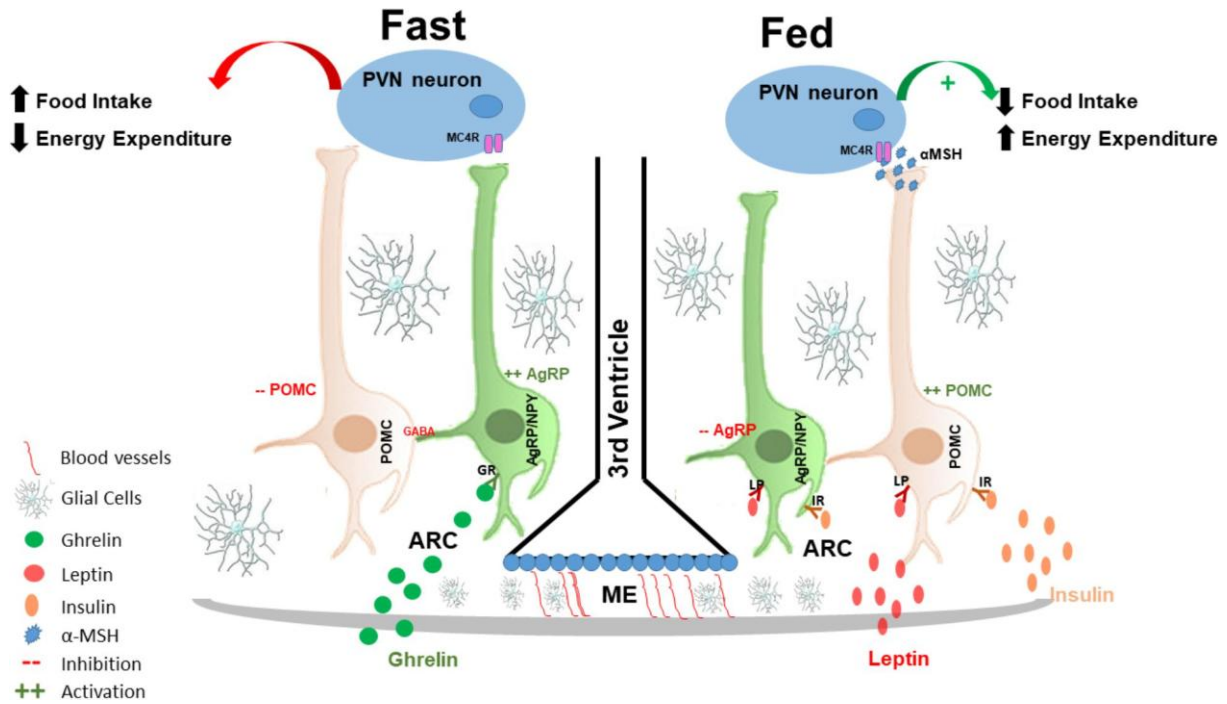 Fast
Fed
PVN neuron
MC4R
Food Intake
Energy Expenditure
PVN neuron
MC4R
αMSH
+
Food Intake
Energy Expenditure
-- POMC
POMC
GABA
++ AgRP
AgRP/NPY
GR
3rd Ventricle
-- AgRP
AgRP/NPY
LP
IR
++ POMC
POMC
LP
IR
ARC
ARC
ME
Ghrelin
Leptin
Insulin
Blood vessels
Glial Cells
Ghrelin
Leptin
Insulin
α-MSH
-- Inhibition
++ Activation